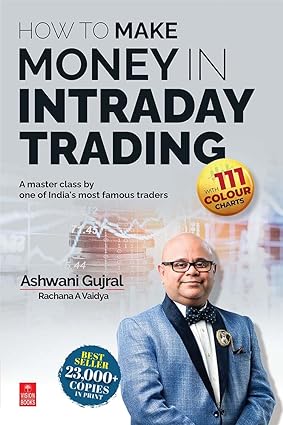 HOW TO MAKE
MONEY IN
INTRADAY
TRADING
WITH
111
COLOUR
CHARTS
A master class by
one of India's most famous traders
Ashwani Gujral
Rachana A Vaidya
BEST
SELLER
23,000+
COPIES
IN PRINT
VISION
BOOKS